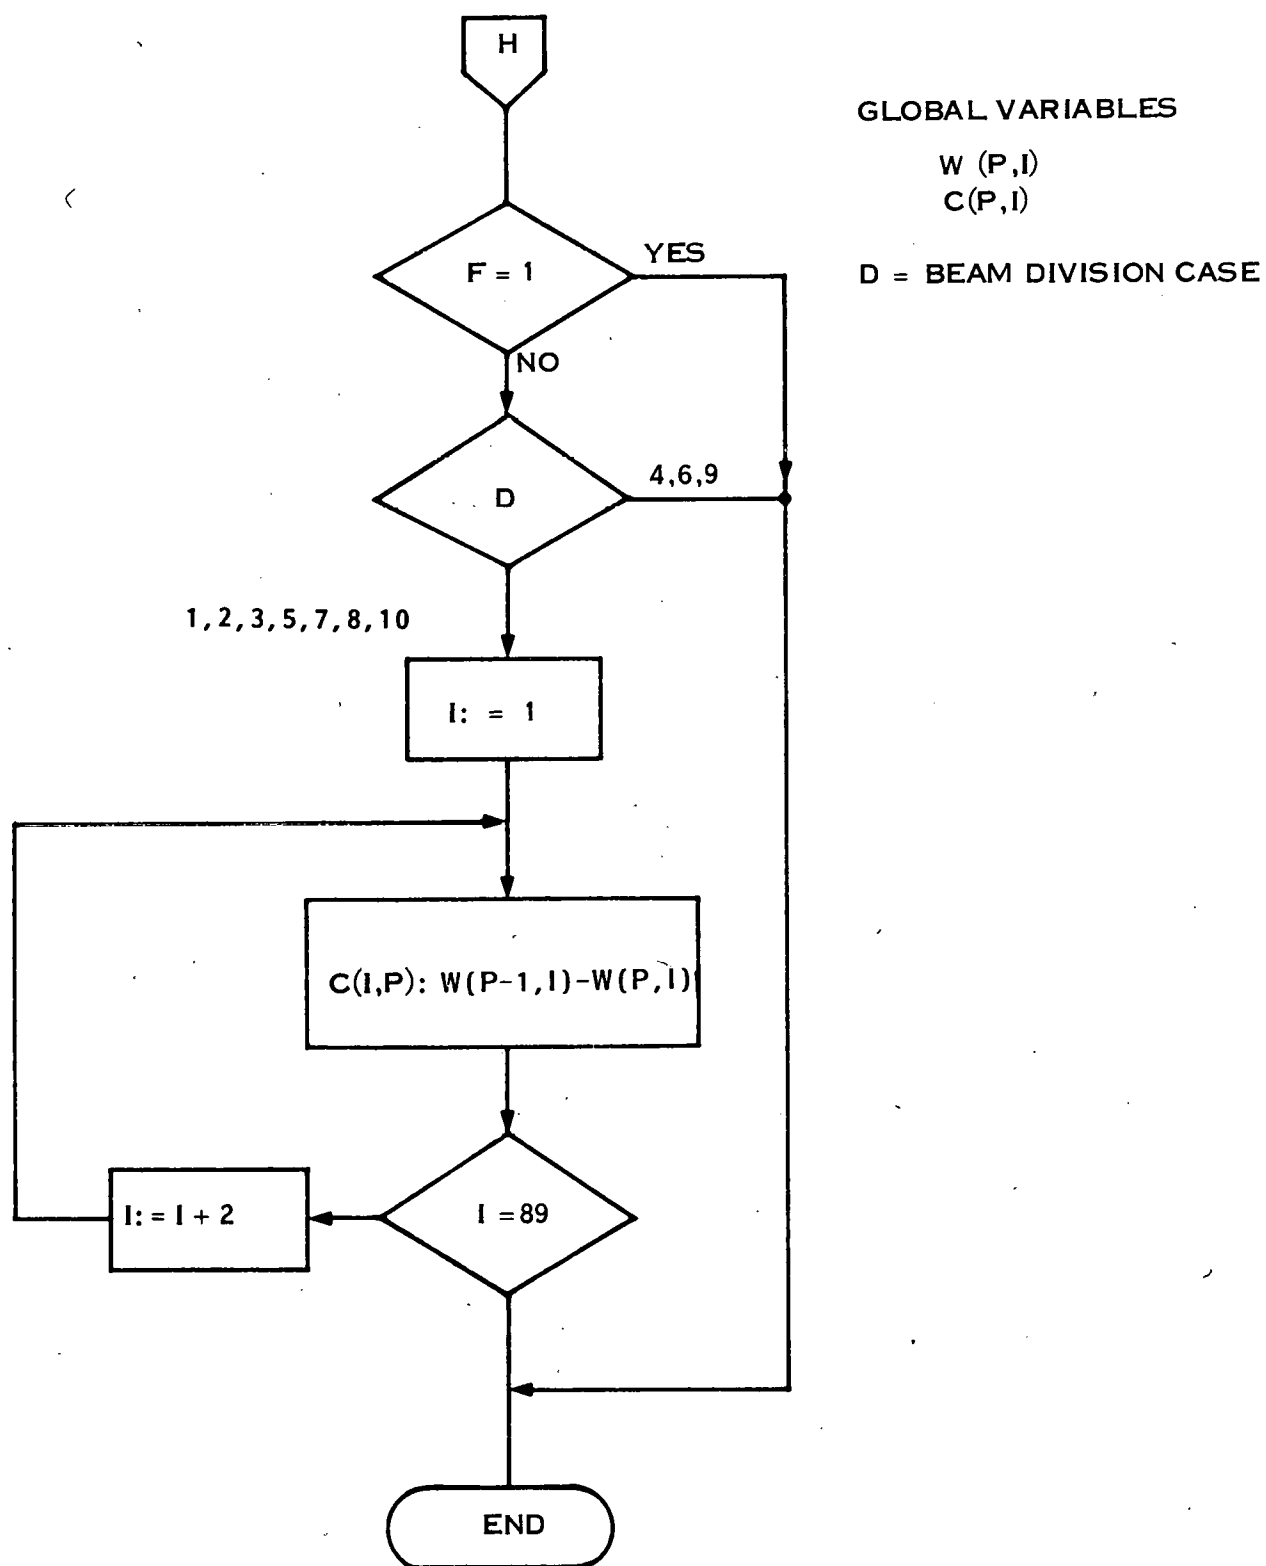 H
GLOBAL VARIABLES
W (P,I)
C(P,I)
D = BEAM DIVISION CASE
F = 1
YES
NO
D
4,6,9
1,2,3,5,7,8,10
I: = 1
C(I,P): W(P-1,I)-W(P,I)
I = 89
I: = I + 2
END